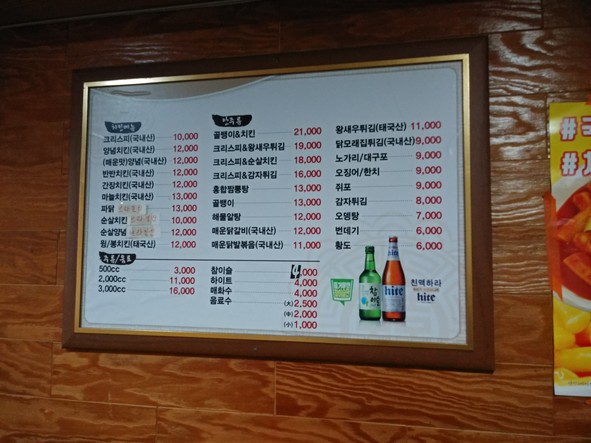 치킨메뉴
크리스피(국내산) 10,000
양념치킨(국내산) 12,000
(매운맛)양념(국내산) 12,000
반반치킨(국내산) 12,000
간장치킨(국내산) 12,000
마늘치킨(국내산) 13,000
파닭 13,000
순살치킨 12,000
순살양념 12,000
윙/봉치킨(태국산) 12,000
안주류
골뱅이&치킨 21,000
크리스피&왕새우튀김 19,000
크리스피&순살치킨 18,000
크리스피&감자튀김 16,000
홍합짬뽕탕 13,000
골뱅이 13,000
해물알탕 12,000
매운닭갈비(국내산) 12,000
매운닭발볶음(국내산) 11,000
왕새우튀김(태국산) 11,000
닭모래집튀김(국내산) 9,000
노가리/대구포 9,000
오징어/한치 9,000
쥐포 9,000
감자튀김 8,000
오뎅탕 7,000
번데기 6,000
황도 6,000
주류/음료
500cc 3,000
2,000cc 11,000
3,000cc 16,000
참이슬 4,000
하이트 4,000
매화수 4,000
음료수 (大) 2,500
(中) 2,000
(小) 1,000
참이슬
hite
진맥하라
hite
#
#